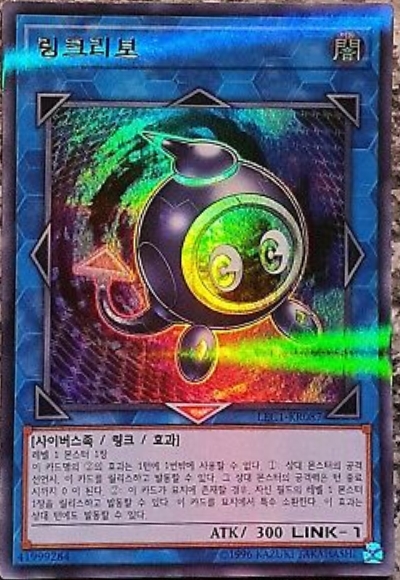 링크리보
闇
LEC1-KR087
[사이버스족 / 링크 / 효과]
레벨 1 몬스터 1장
이 카드명의 ②의 효과는 1턴에 1번밖에 사용할 수 없다. ①: 상대 몬스터의 공격
선언시, 이 카드를 릴리스하고 발동할 수 있다. 그 상대 몬스터의 공격력은 턴 종료
시까지 0 이 된다. ②: 이 카드가 묘지에 존재할 경우, 자신 필드의 레벨 1 몬스터
1장을 릴리스하고 발동할 수 있다. 이 카드를 묘지에서 특수 소환한다. 이 효과는
상대 턴에도 발동할 수 있다.
ATK/ 300 LINK-1
41999284 ©1996 KAZUKI TAKAHASHI